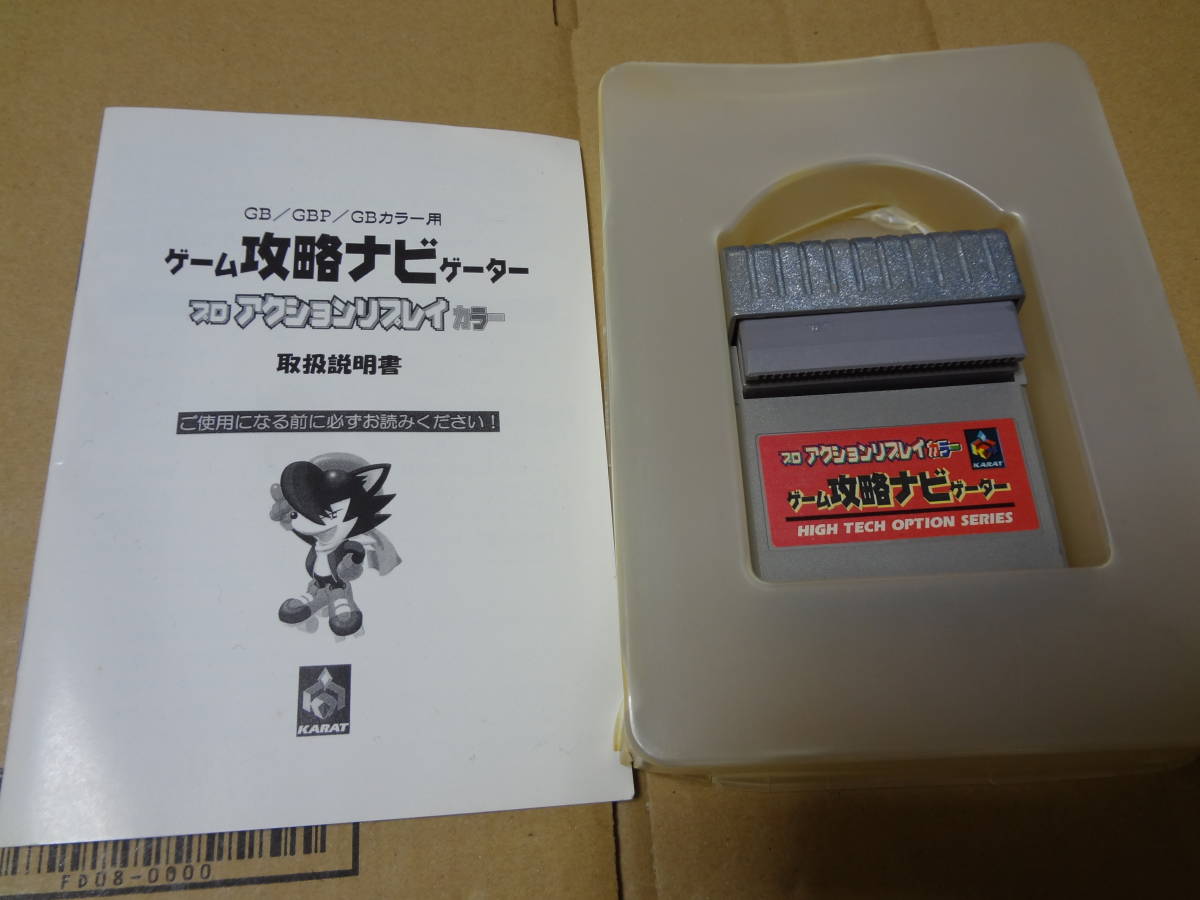 GB／GBP／GBカラー用
ゲーム攻略ナビゲーター
プロ アクションリプレイ カラー
取扱説明書
ご使用になる前に必ずお読みください！
KARAT
FD08-0000
プロ アクションリプレイ カラー
KARAT
ゲーム攻略ナビゲーター
HIGH TECH OPTION SERIES